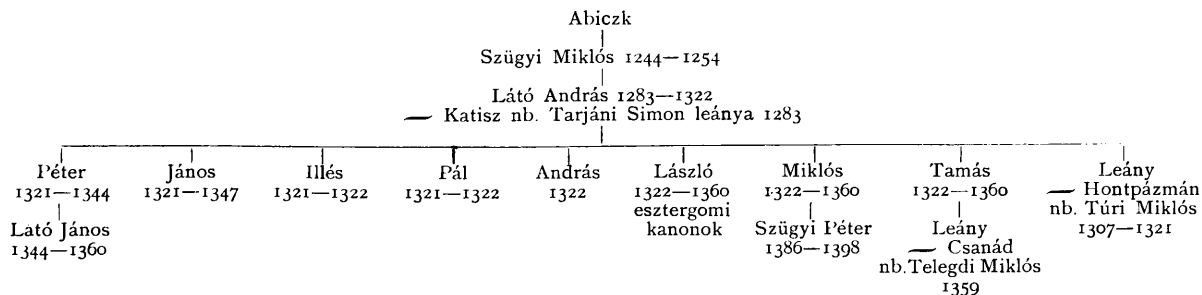 Abiczk
Szügyi Miklós 1244—1254
Látó András 1283—1322
— Katisz nb. Tarjáni Simon leánya 1283
Péter
1321—1344
Lató János
1344—1360
János
1321—1347
Illés
1321—1322
Pál
1321—1322
András
1322
László
1322—1360
esztergomi
kanonok
Miklós
1322—1360
Szügyi Péter
1386—1398
Tamás
1322—1360
Leány
— Csanád
nb.Telegdi Miklós
1359
Leány
— Hontpázmán
nb. Túri Miklós
1307—1321